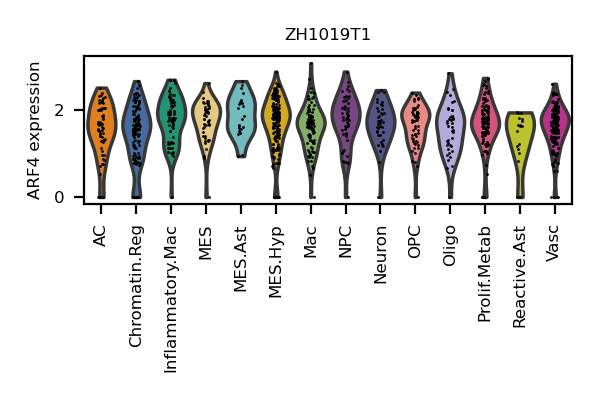 ZH1019T1
ARF4 expression
2
0
AC
Chromatin.Reg
Inflammatory.Mac
MES
MES.Ast
MES.Hyp
Mac
NPC
Neuron
OPC
Oligo
Prolif.Metab
Reactive.Ast
Vasc